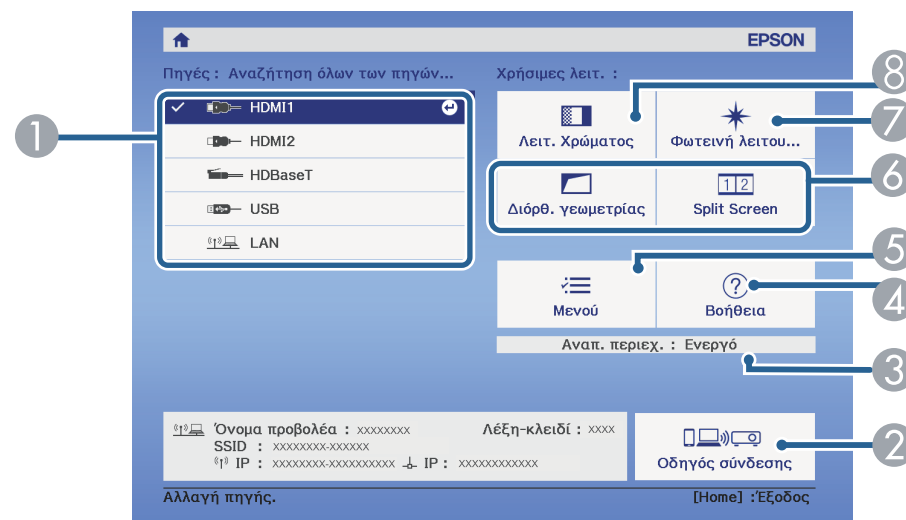 EPSON
Πηγές : Αναζήτηση όλων των πηγών...
Χρήσιμες λειτ. :
1
HDMI1
HDMI2
HDBaseT
USB
LAN
8
Λειτ. Χρώματος
7
Φωτεινή λειτου...
6
Διόρθ. γεωμετρίας
1 2
Split Screen
5
Μενού
4
?
Βοήθεια
Αναπ. περιεχ. : Ενεργό
3
Όνομα προβολέα : xxxxxxxx Λέξη-κλειδί : xxxx
SSID : xxxxxxxx-xxxxxx
IP : xxxxxxxx-xxxxxxxxxx IP : xxxxxxxxxxxx
2
Οδηγός σύνδεσης
Αλλαγή πηγής.
[Home] :Έξοδος